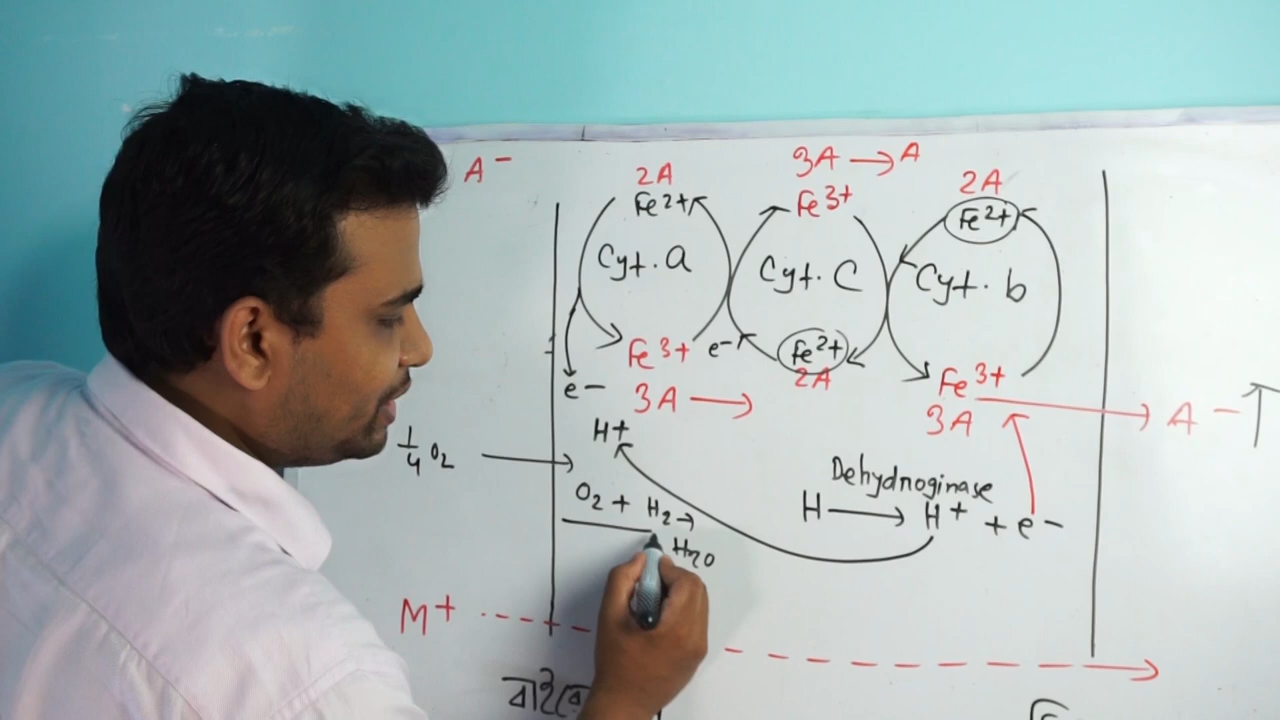 A-
2A
3A → A
2A
Fe2+
Fe3+
Fe2+
Cyt. a
Cyt. C
Cyt. b
Fe3+
e-
Fe2+
Fe3+
e-
3A →
2A
3A
→ A-
H+
1/4 O2 →
Dehydnoginase
H → H+ + e-
O2 + H2 →
H2O
M+